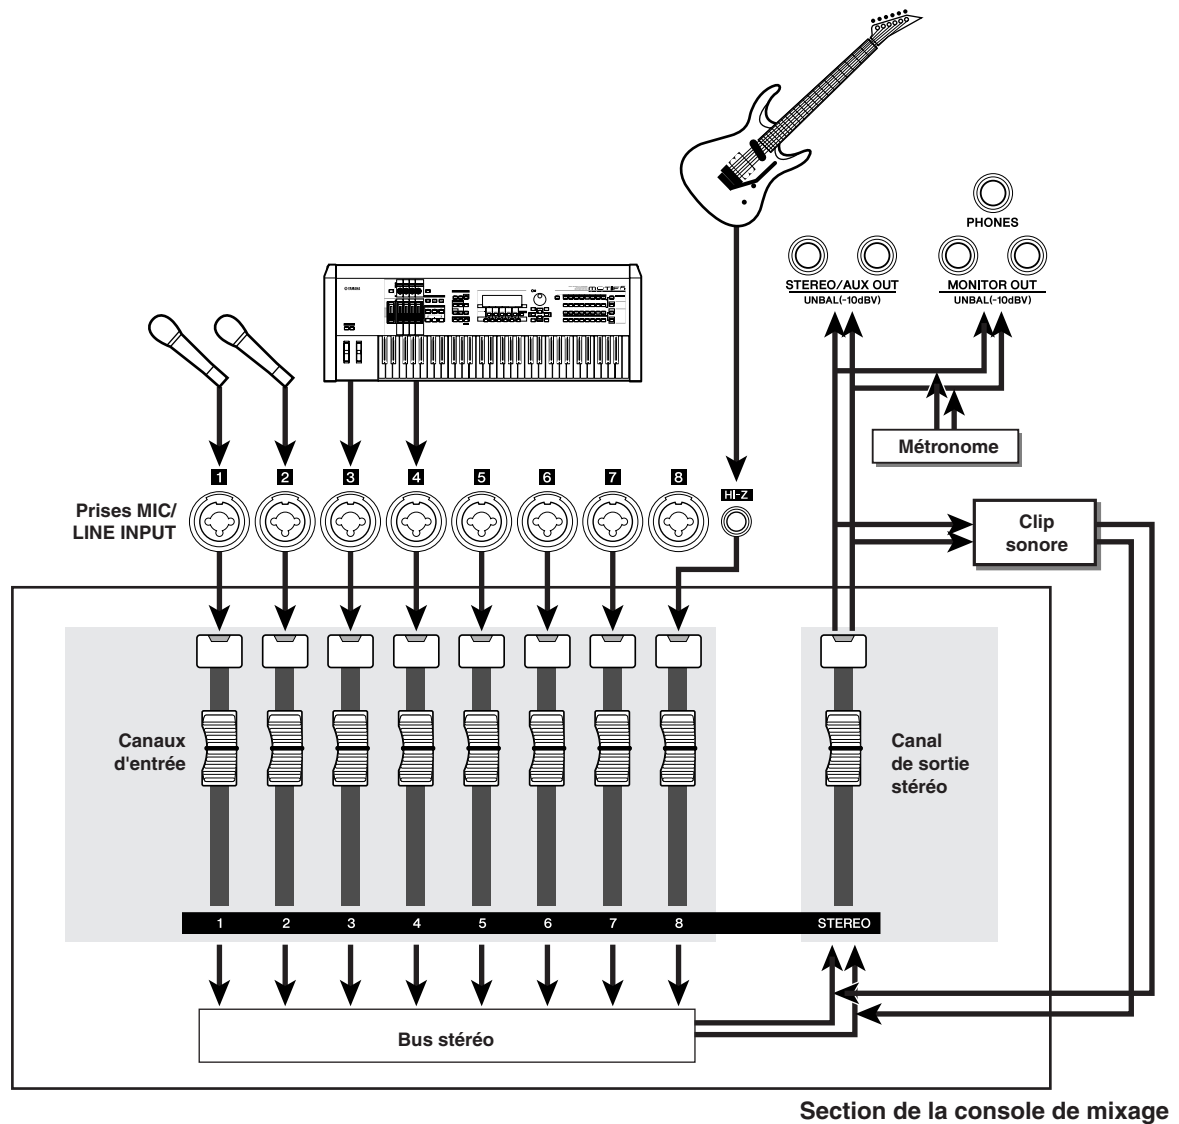 PHONES
STEREO/AUX OUT
UNBAL(-10dBV)
MONITOR OUT
UNBAL(-10dBV)
YAMAHA
Métronome
1 2 3 4 5 6 7 8
HI-Z
Prises MIC/
LINE INPUT
Clip
sonore
Canaux
d'entrée
Canal
de sortie
stéréo
1 2 3 4 5 6 7 8 STEREO
Bus stéréo
Section de la console de mixage